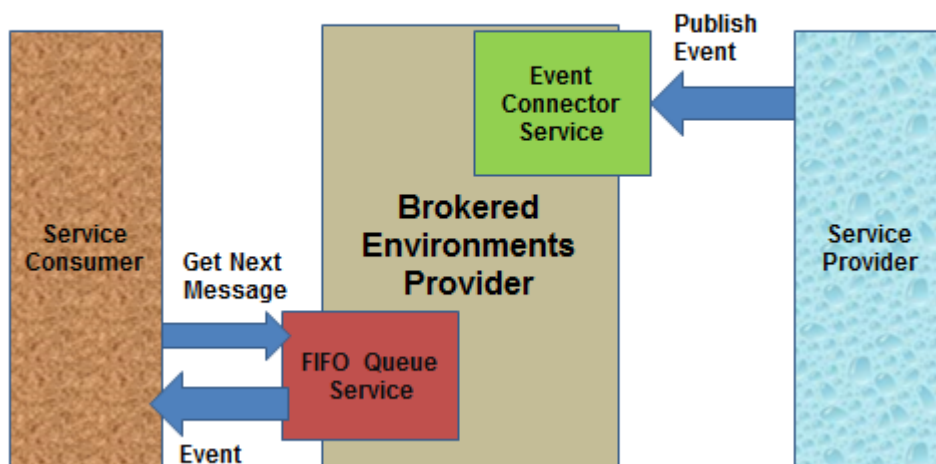 Publish
Event
Event
Connector
Service
Brokered
Environments
Provider
Service
Consumer
Service
Provider
Get Next
Message
FIFO Queue
Service
Event